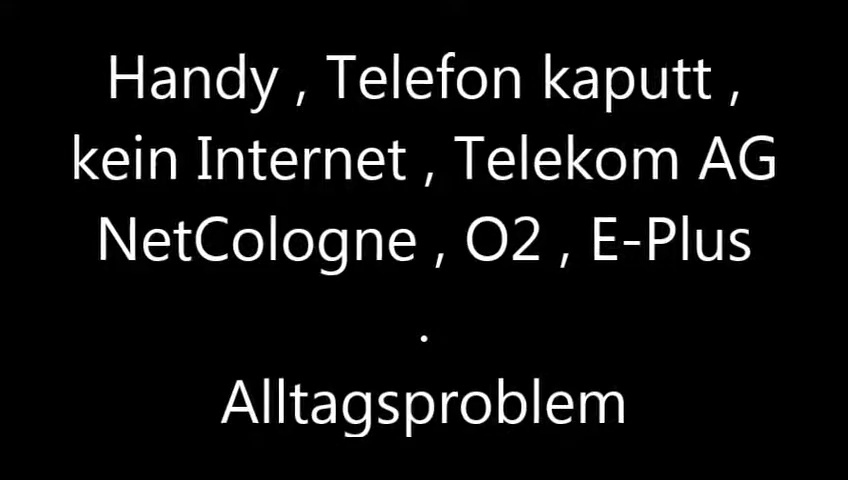 Handy , Telefon kaputt ,
kein Internet , Telekom AG
NetCologne , O2 , E-Plus
.
Alltagsproblem